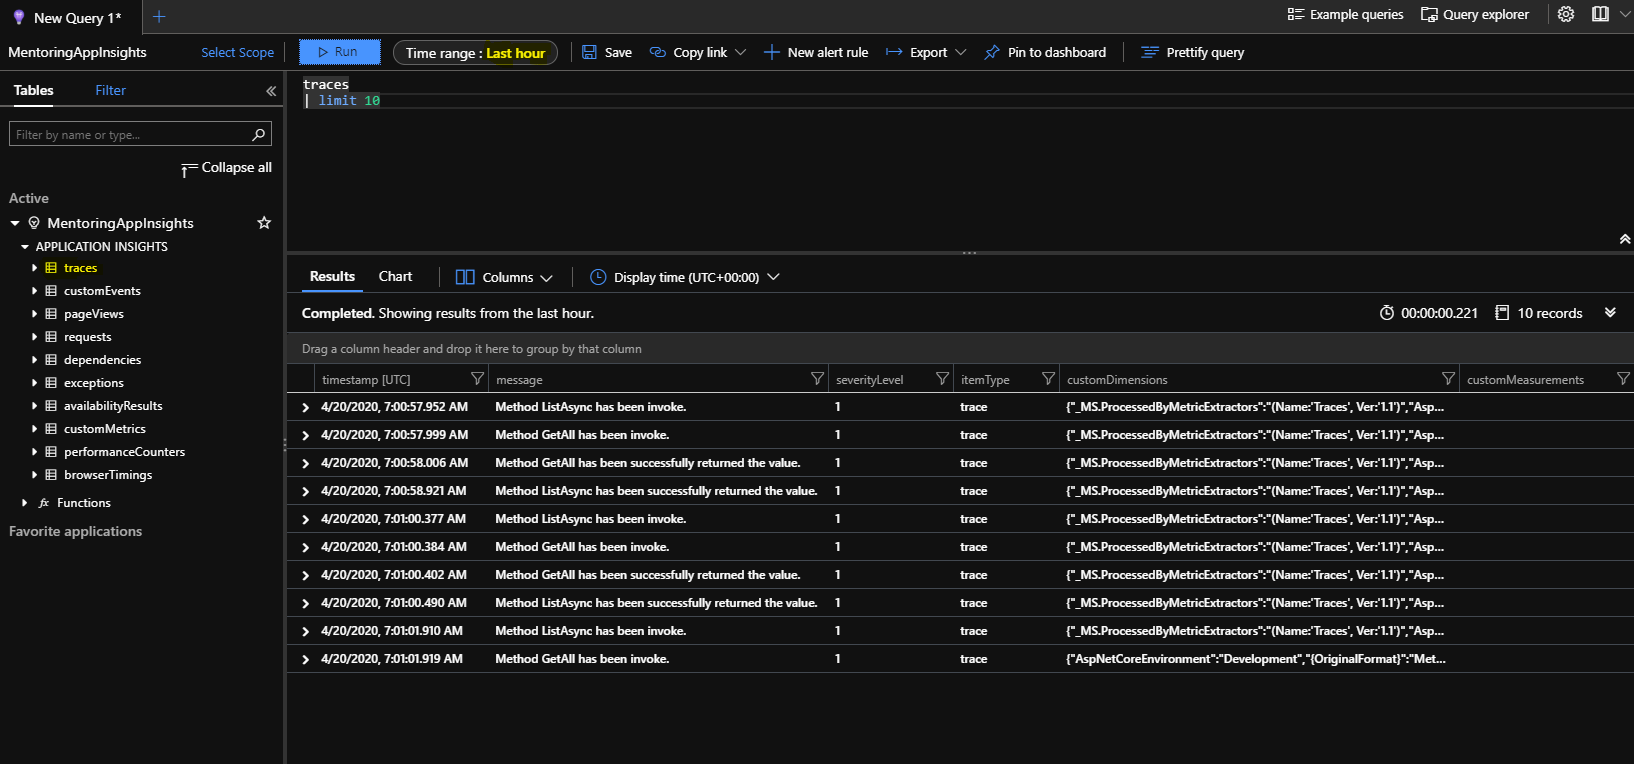 New Query 1*
Example queries
Query explorer
MentoringAppInsights
Select Scope
Run
Time range : Last hour
Save
Copy link
New alert rule
Export
Pin to dashboard
Prettify query
Tables
Filter
traces
| limit 10
Filter by name or type...
Collapse all
Active
MentoringAppInsights
APPLICATION INSIGHTS
traces
customEvents
pageViews
requests
dependencies
exceptions
availabilityResults
customMetrics
performanceCounters
browserTimings
fx Functions
Favorite applications
Results
Chart
Columns
Display time (UTC+00:00)
Completed. Showing results from the last hour.
00:00:00.221
10 records
Drag a column header and drop it here to group by that column
timestamp [UTC] message severityLevel itemType customDimensions customMeasurements
4/20/2020, 7:00:57.952 AM Method ListAsync has been invoke. 1 trace {"_MS.ProcessedByMetricExtractors":"(Name:'Traces', Ver:'1.1')","Asp...
4/20/2020, 7:00:57.999 AM Method GetAll has been invoke. 1 trace {"_MS.ProcessedByMetricExtractors":"(Name:'Traces', Ver:'1.1')","Asp...
4/20/2020, 7:00:58.006 AM Method GetAll has been successfully returned the value. 1 trace {"_MS.ProcessedByMetricExtractors":"(Name:'Traces', Ver:'1.1')","Asp...
4/20/2020, 7:00:58.921 AM Method ListAsync has been successfully returned the value. 1 trace {"_MS.ProcessedByMetricExtractors":"(Name:'Traces', Ver:'1.1')","Asp...
4/20/2020, 7:01:00.377 AM Method ListAsync has been invoke. 1 trace {"_MS.ProcessedByMetricExtractors":"(Name:'Traces', Ver:'1.1')","Asp...
4/20/2020, 7:01:00.384 AM Method GetAll has been invoke. 1 trace {"_MS.ProcessedByMetricExtractors":"(Name:'Traces', Ver:'1.1')","Asp...
4/20/2020, 7:01:00.402 AM Method GetAll has been successfully returned the value. 1 trace {"_MS.ProcessedByMetricExtractors":"(Name:'Traces', Ver:'1.1')","Asp...
4/20/2020, 7:01:00.490 AM Method ListAsync has been successfully returned the value. 1 trace {"_MS.ProcessedByMetricExtractors":"(Name:'Traces', Ver:'1.1')","Asp...
4/20/2020, 7:01:01.910 AM Method ListAsync has been invoke. 1 trace {"_MS.ProcessedByMetricExtractors":"(Name:'Traces', Ver:'1.1')","Asp...
4/20/2020, 7:01:01.919 AM Method GetAll has been invoke. 1 trace {"AspNetCoreEnvironment":"Development","{OriginalFormat}":"Met...